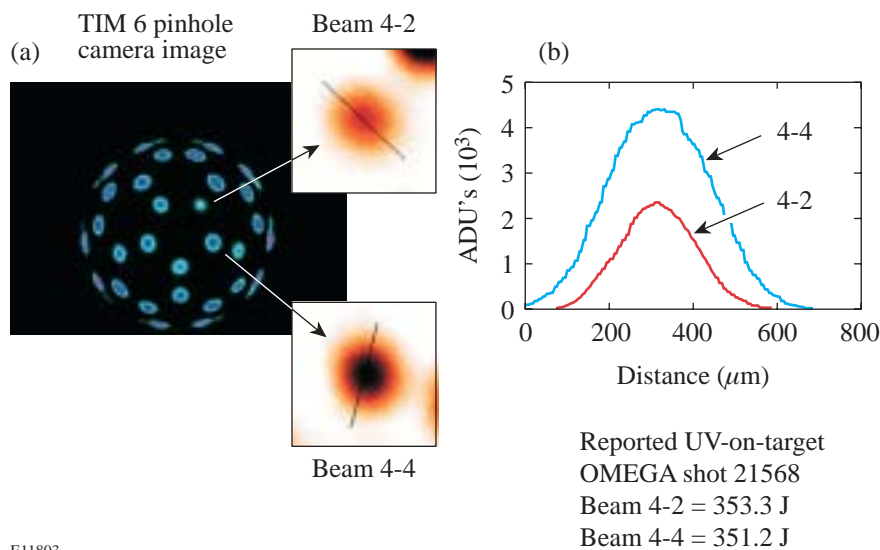 TIM 6 pinhole
camera image
(a)
Beam 4-2
Beam 4-4
(b)
ADU's (10³)
5
4
3
2
1
0
0 200 400 600 800
Distance (μm)
4-4
4-2
Reported UV-on-target
OMEGA shot 21568
Beam 4-2 = 353.3 J
Beam 4-4 = 351.2 J